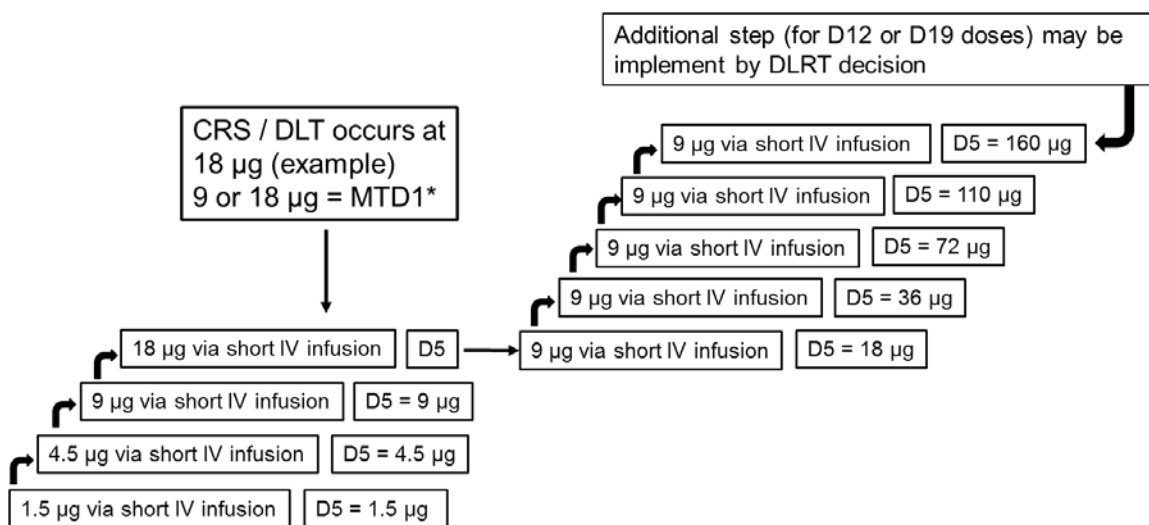 Additional step (for D12 or D19 doses) may be
implement by DLRT decision
CRS / DLT occurs at
18 µg (example)
9 or 18 µg = MTD1*
9 µg via short IV infusion D5 = 160 µg
9 µg via short IV infusion D5 = 110 µg
9 µg via short IV infusion D5 = 72 µg
9 µg via short IV infusion D5 = 36 µg
18 µg via short IV infusion D5 9 µg via short IV infusion D5 = 18 µg
9 µg via short IV infusion D5 = 9 µg
4.5 µg via short IV infusion D5 = 4.5 µg
1.5 µg via short IV infusion D5 = 1.5 µg